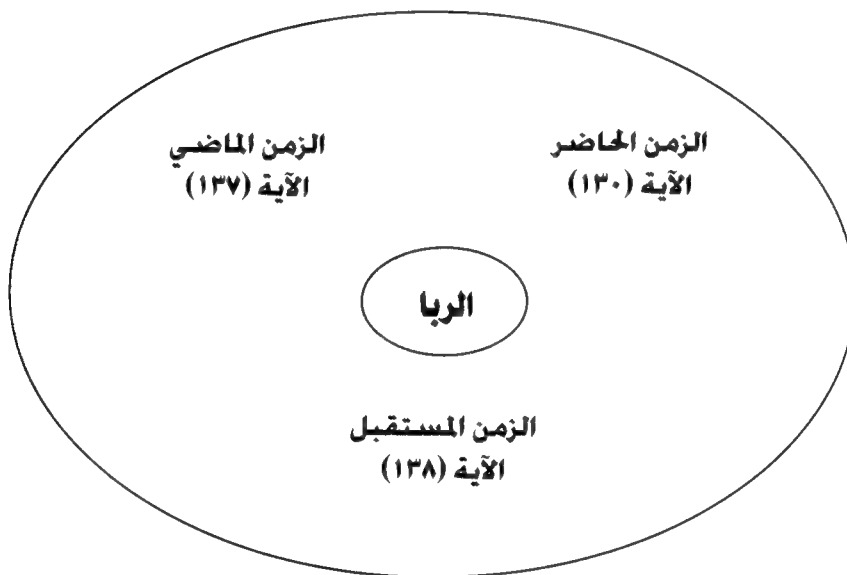 الزمن الحاضر
الآية (١٣٠)
الزمن الماضي
الآية (١٣٧)
الربا
الزمن المستقبل
الآية (١٣٨)